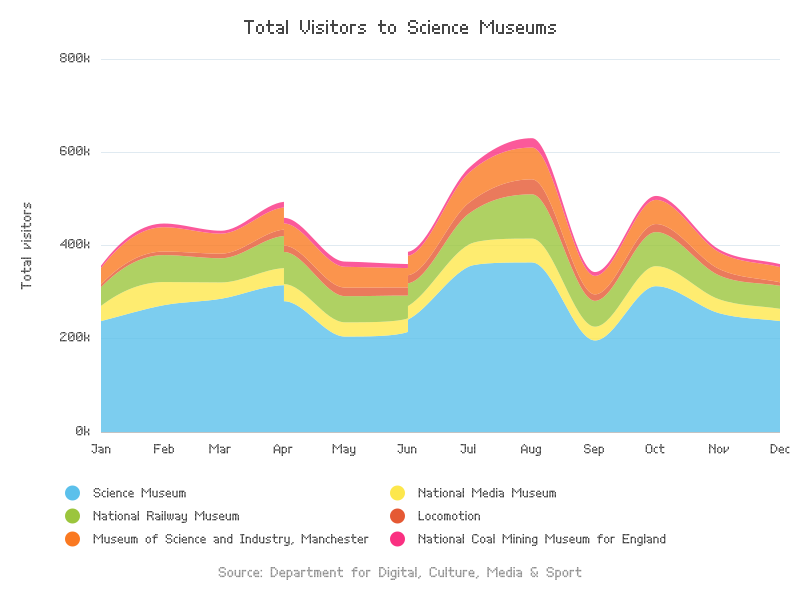 Total Visitors to Science Museums
800k
600k
400k
200k
0k
Total visitors
Jan Feb Mar Apr May Jun Jul Aug Sep Oct Nov Dec
Science Museum
National Media Museum
National Railway Museum
Locomotion
Museum of Science and Industry, Manchester
National Coal Mining Museum for England
Source: Department for Digital, Culture, Media & Sport